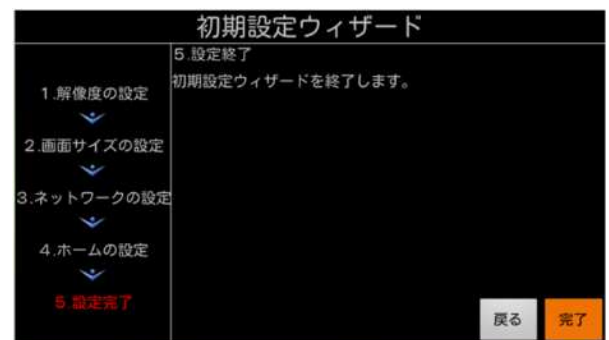 初期設定ウィザード
1.解像度の設定
2.画面サイズの設定
3.ネットワークの設定
4.ホームの設定
5.設定完了
5.設定終了
初期設定ウィザードを終了します。
戻る
完了